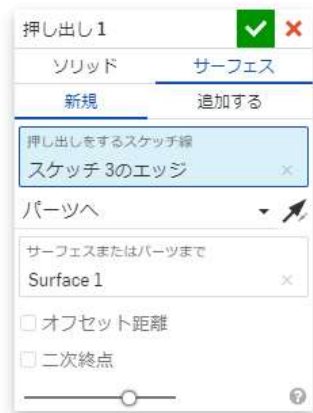 押し出し 1
ソリッド サーフェス
新規 追加する
押し出しをするスケッチ線
スケッチ 3のエッジ
パーツへ
サーフェスまたはパーツまで
Surface 1
オフセット距離
二次終点